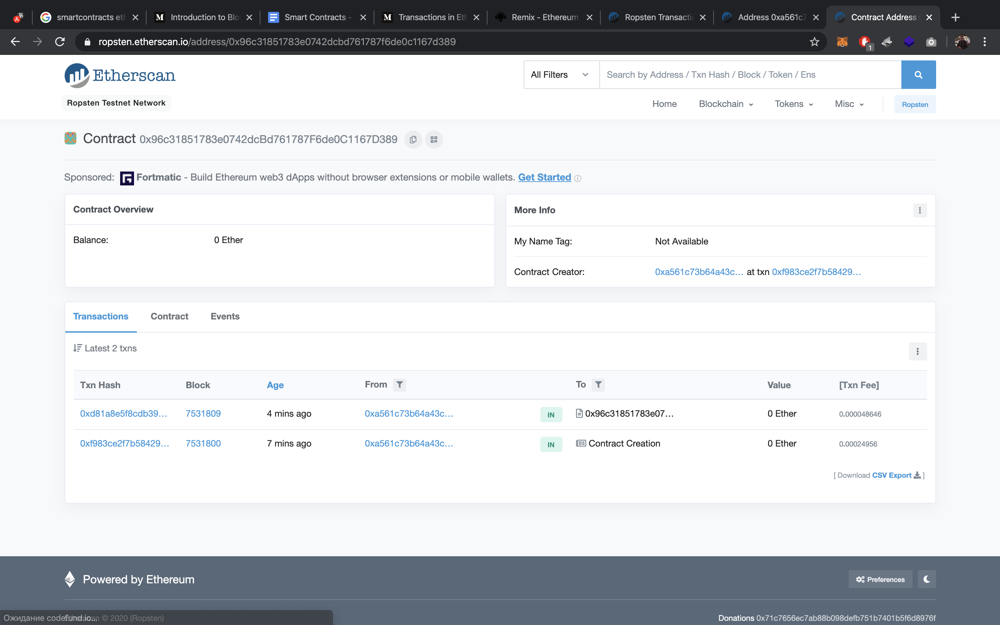 smartcontracts eth
Introduction to Blo
Smart Contracts -
Transactions in Eth
Remix - Ethereum
Ropsten Transactio
Address 0xa561c7
Contract Address
ropsten.etherscan.io/address/0x96c31851783e0742dcbd761787f6de0c1167d389
1
Etherscan
All Filters
Search by Address / Txn Hash / Block / Token / Ens
Ropsten Testnet Network
Home
Blockchain
Tokens
Misc
Ropsten
Contract 0x96c31851783e0742dcBd761787F6de0C1167D389
Sponsored: Fortmatic - Build Ethereum web3 dApps without browser extensions or mobile wallets. Get Started
Contract Overview
Balance: 0 Ether
More Info
My Name Tag: Not Available
Contract Creator: 0xa561c73b64a43c... at txn 0xf983ce2f7b58429...
Transactions Contract Events
Latest 2 txns
Txn Hash Block Age From To Value [Txn Fee]
0xd81a8e5f8cdb39... 7531809 4 mins ago 0xa561c73b64a43c... IN 0x96c31851783e07... 0 Ether 0.000048646
0xf983ce2f7b58429... 7531800 7 mins ago 0xa561c73b64a43c... IN Contract Creation 0 Ether 0.00024956
[ Download CSV Export ]
Powered by Ethereum
Preferences
Ожидание codefund.io...
Etherscan © 2020 (Ropsten)
Donations 0x71c7656ec7ab88b098defb751b7401b5f6d8976f